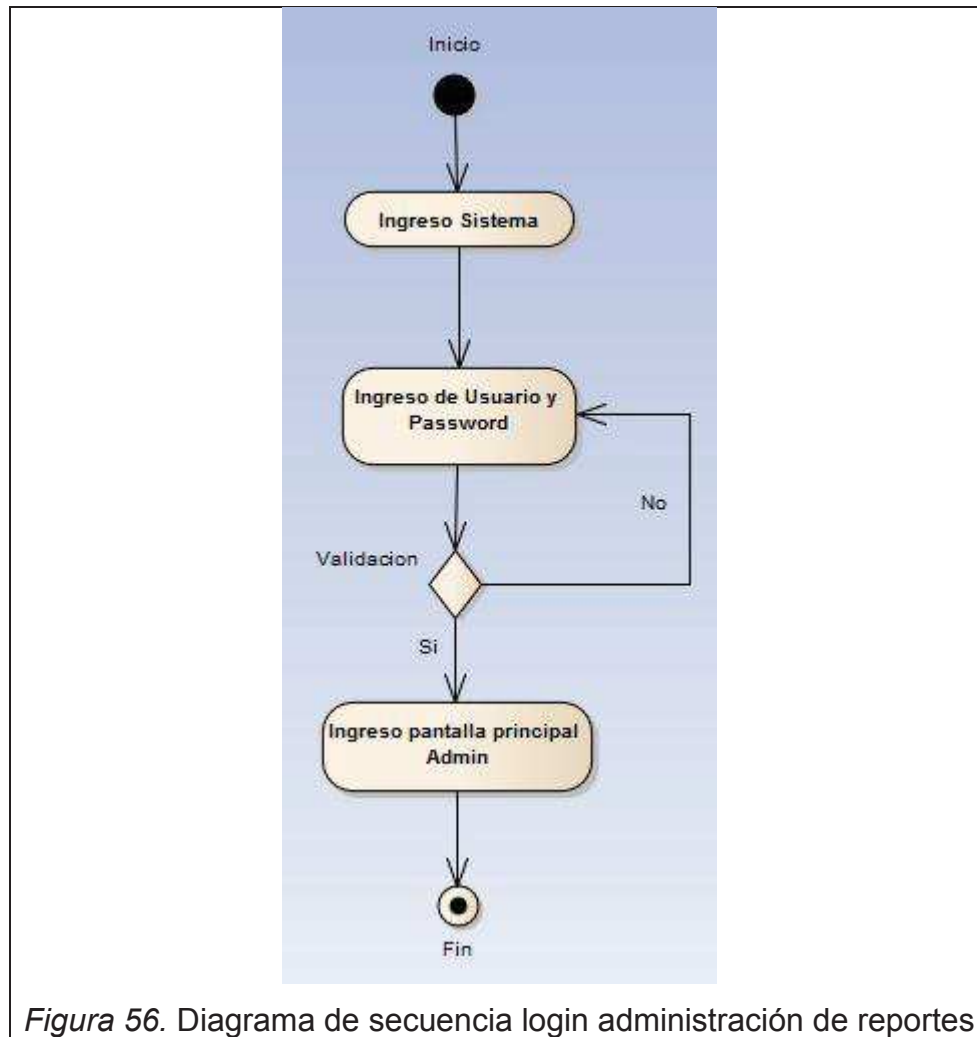 Inicio
Ingreso Sistema
Ingreso de Usuario y
Password
No
Validacion
Si
Ingreso pantalla principal
Admin
Fin
Figura 56. Diagrama de secuencia login administración de reportes